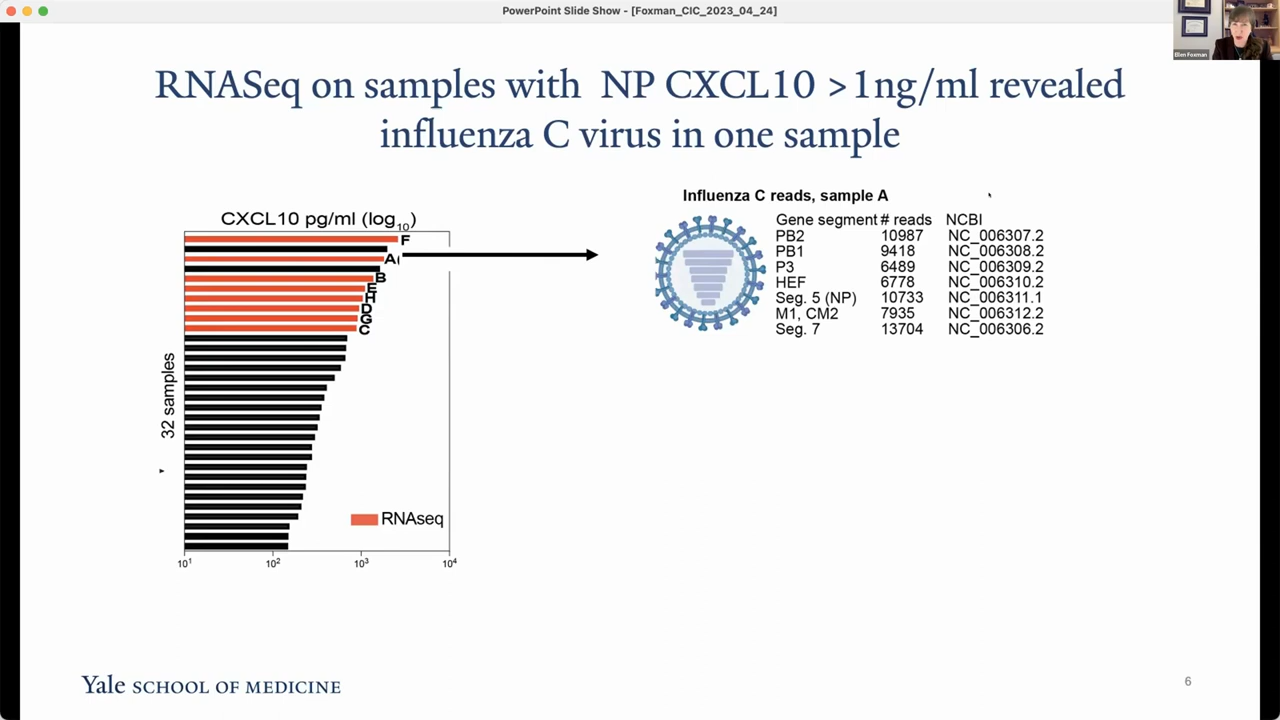 PowerPoint Slide Show - [Foxman_CIC_2023_04_24]
Ellen Foxman
RNASeq on samples with NP CXCL10 >1ng/ml revealed
influenza C virus in one sample
CXCL10 pg/ml (log10)
F
A
B
E
H
D
G
C
32 samples
RNAseq
10¹ 10² 10³ 10⁴
Influenza C reads, sample A
Gene segment # reads NCBI
PB2 10987 NC_006307.2
PB1 9418 NC_006308.2
P3 6489 NC_006309.2
HEF 6778 NC_006310.2
Seg. 5 (NP) 10733 NC_006311.1
M1, CM2 7935 NC_006312.2
Seg. 7 13704 NC_006306.2
Yale SCHOOL OF MEDICINE
6